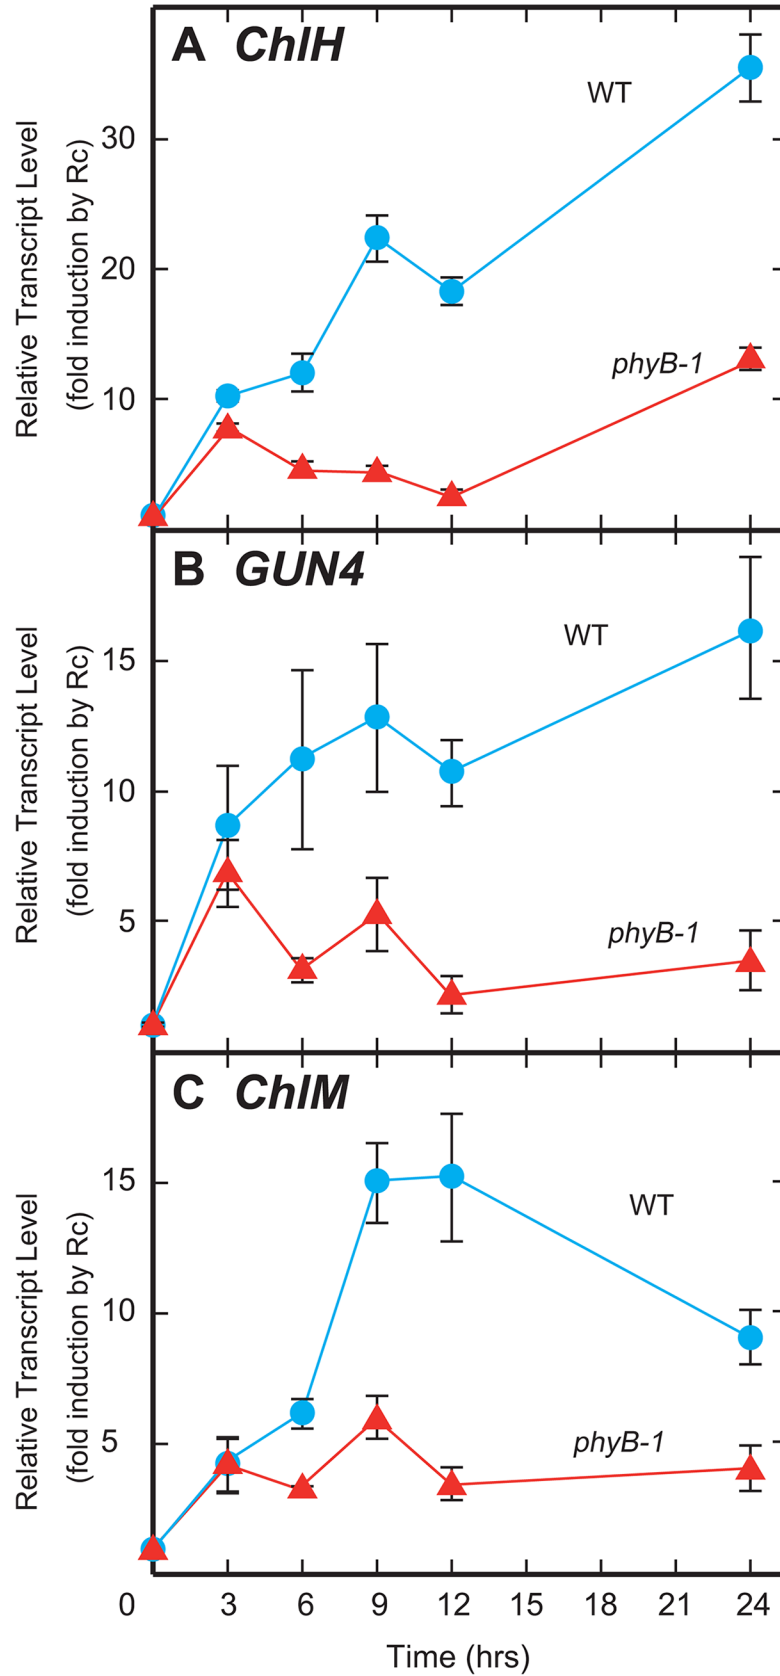 A ChlH
Relative Transcript Level
(fold induction by Rc)
30
20
10
WT
phyB-1
B GUN4
Relative Transcript Level
(fold induction by Rc)
15
10
5
WT
phyB-1
C ChlM
Relative Transcript Level
(fold induction by Rc)
15
10
5
WT
phyB-1
0 3 6 9 12 15 18 21 24
Time (hrs)